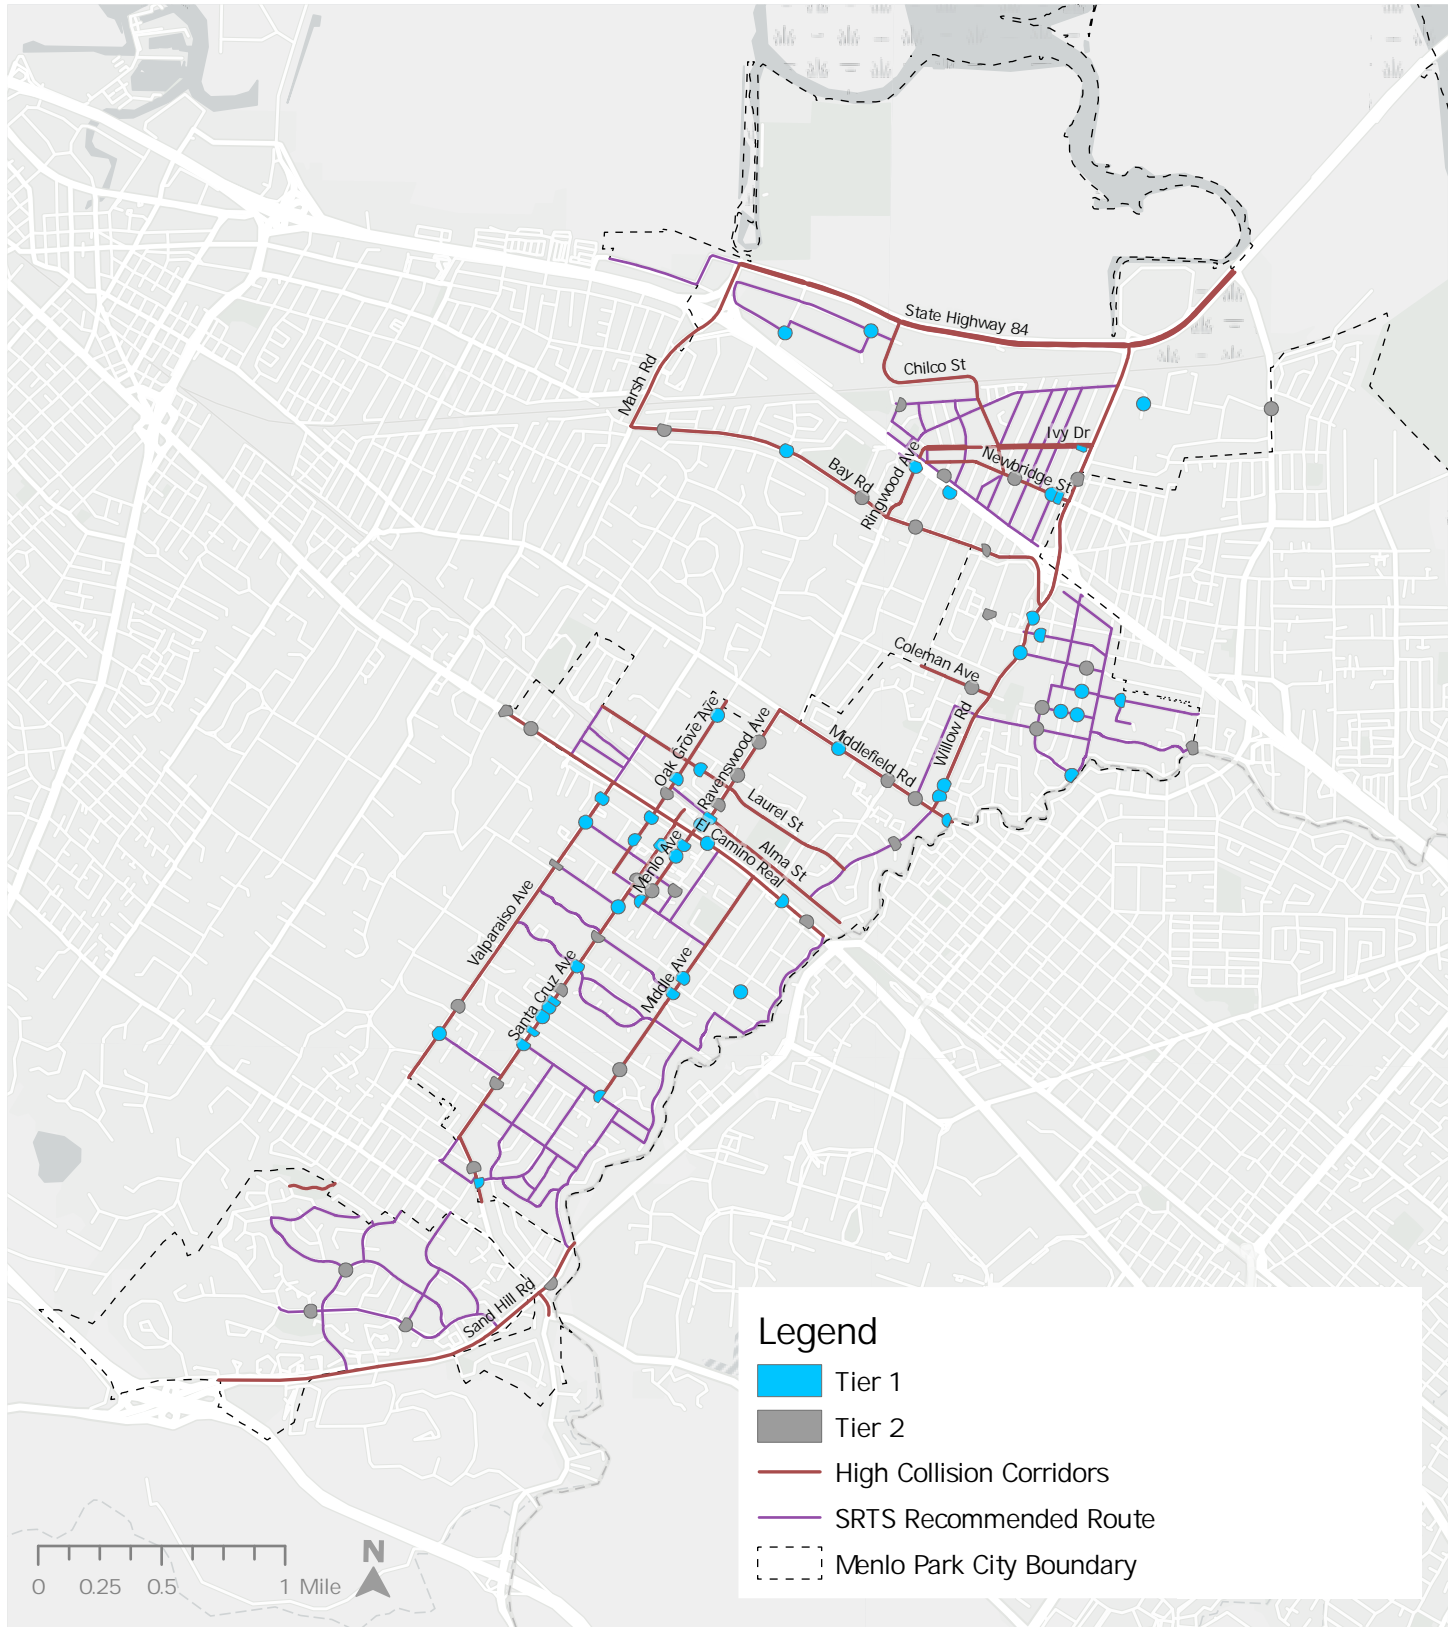 State Highway 84
Chilco St
Marsh Rd
Ivy Dr
Newbridge St
Ringwood Ave
Bay Rd
Coleman Ave
Willow Rd
Middlefield Rd
Oak Grove Ave
Ravenswood Ave
Laurel St
Alma St
El Camino Real
Menlo Ave
Valparaiso Ave
Santa Cruz Ave
Middle Ave
Sand Hill Rd
Legend
Tier 1
Tier 2
High Collision Corridors
SRTS Recommended Route
Menlo Park City Boundary
N
0 0.25 0.5 1 Mile